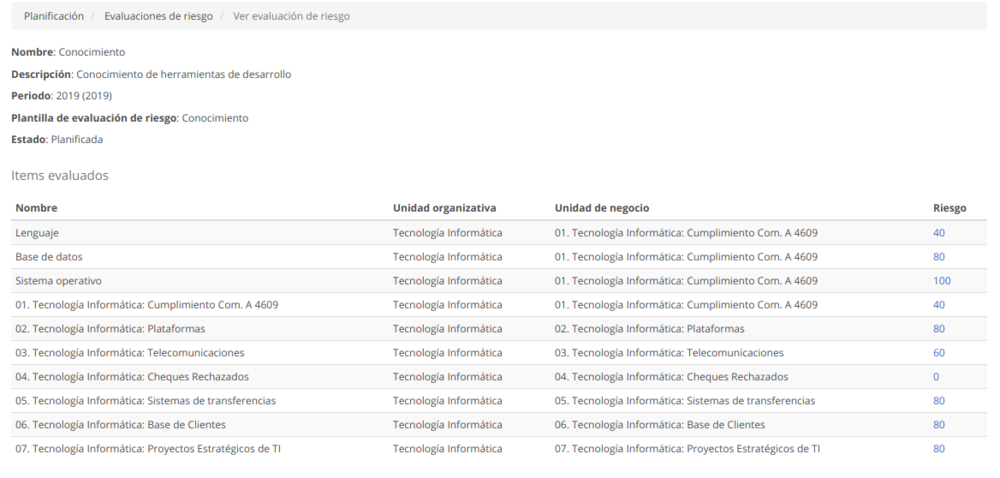 Planificación / Evaluaciones de riesgo / Ver evaluación de riesgo
Nombre: Conocimiento
Descripción: Conocimiento de herramientas de desarrollo
Periodo: 2019 (2019)
Plantilla de evaluación de riesgo: Conocimiento
Estado: Planificada
Items evaluados
Nombre Unidad organizativa Unidad de negocio Riesgo
Lenguaje Tecnología Informática 01. Tecnología Informática: Cumplimiento Com. A 4609 40
Base de datos Tecnología Informática 01. Tecnología Informática: Cumplimiento Com. A 4609 80
Sistema operativo Tecnología Informática 01. Tecnología Informática: Cumplimiento Com. A 4609 100
01. Tecnología Informática: Cumplimiento Com. A 4609 Tecnología Informática 01. Tecnología Informática: Cumplimiento Com. A 4609 40
02. Tecnología Informática: Plataformas Tecnología Informática 02. Tecnología Informática: Plataformas 80
03. Tecnología Informática: Telecomunicaciones Tecnología Informática 03. Tecnología Informática: Telecomunicaciones 60
04. Tecnología Informática: Cheques Rechazados Tecnología Informática 04. Tecnología Informática: Cheques Rechazados 0
05. Tecnología Informática: Sistemas de transferencias Tecnología Informática 05. Tecnología Informática: Sistemas de transferencias 80
06. Tecnología Informática: Base de Clientes Tecnología Informática 06. Tecnología Informática: Base de Clientes 80
07. Tecnología Informática: Proyectos Estratégicos de TI Tecnología Informática 07. Tecnología Informática: Proyectos Estratégicos de TI 80